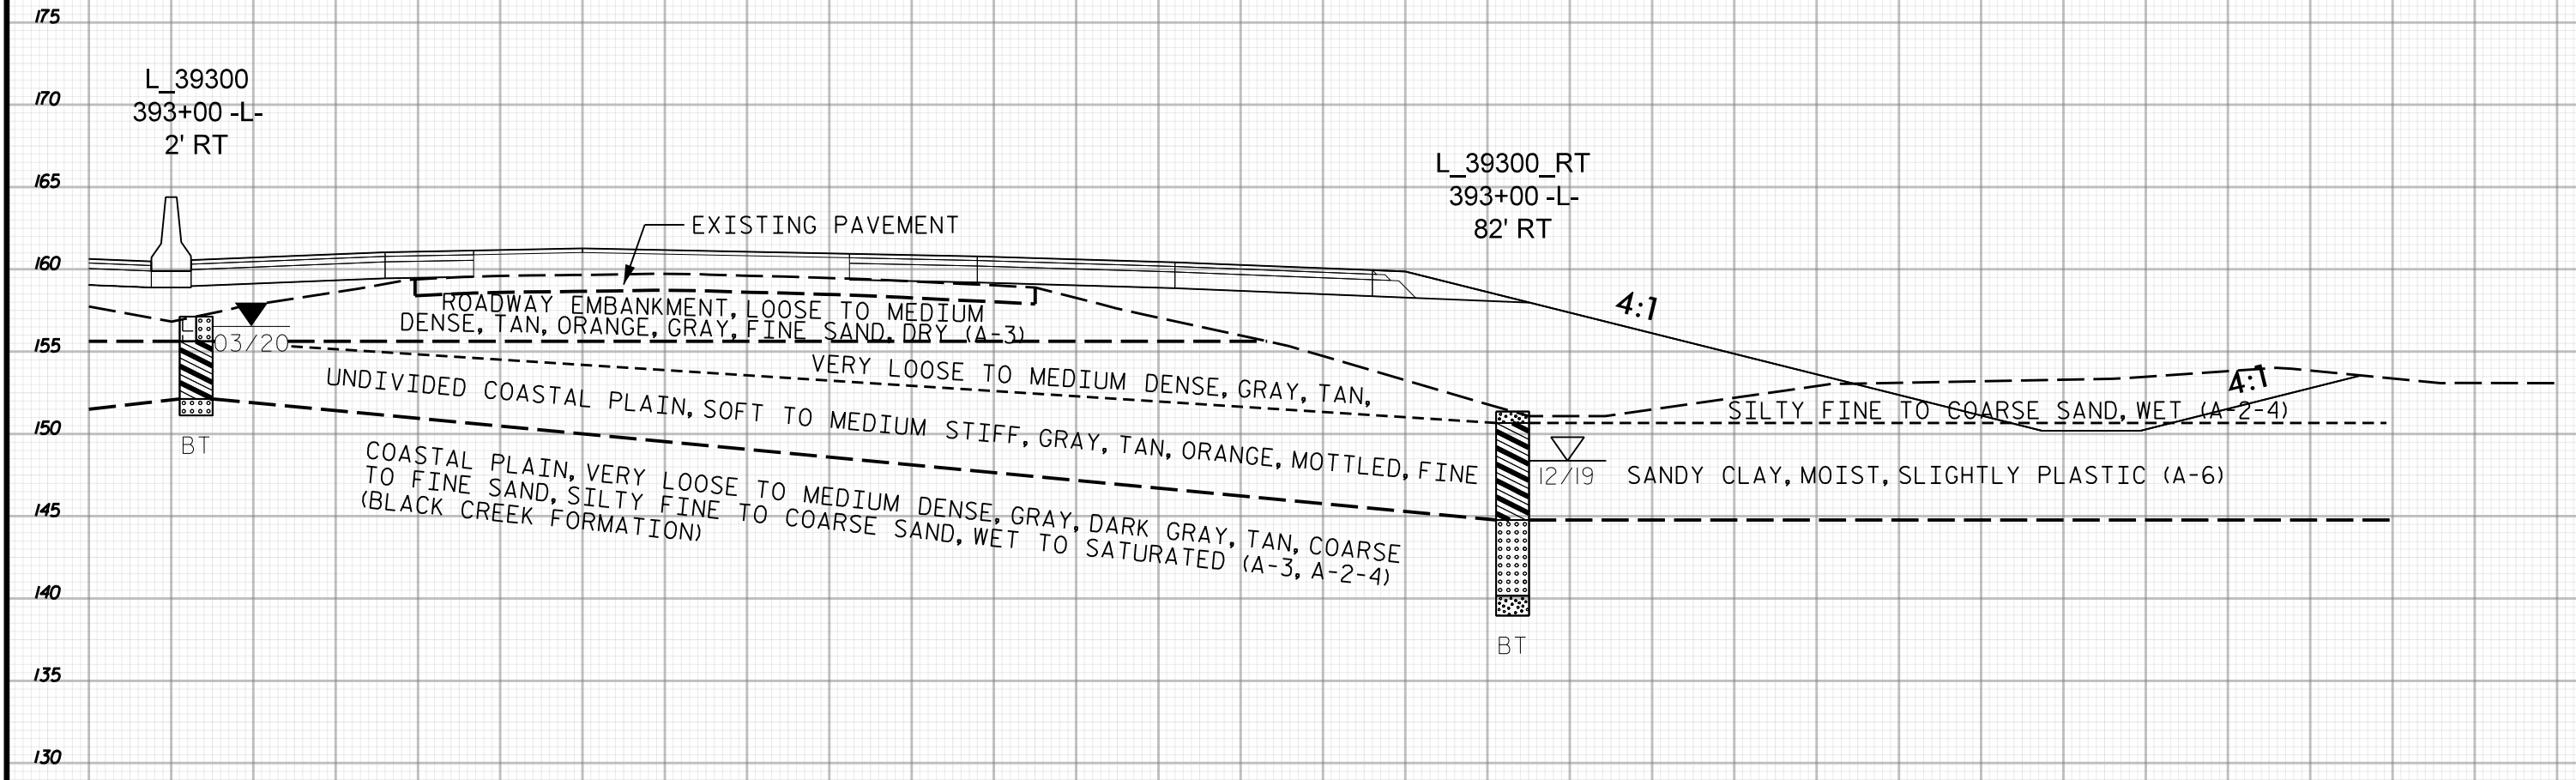 175
170
165
160
155
150
145
140
135
130
L_39300
393+00 -L-
2' RT
L_39300_RT
393+00 -L-
82' RT
EXISTING PAVEMENT
4:1
ROADWAY EMBANKMENT, LOOSE TO MEDIUM
DENSE, TAN, ORANGE, GRAY, FINE SAND, DRY (A-3)
L
03/20
VERY LOOSE TO MEDIUM DENSE, GRAY, TAN,
SILTY FINE TO COARSE SAND, WET (A-2-4)
4:1
UNDIVIDED COASTAL PLAIN, SOFT TO MEDIUM STIFF, GRAY, TAN, ORANGE, MOTTLED, FINE
SANDY CLAY, MOIST, SLIGHTLY PLASTIC (A-6)
12/19
BT
COASTAL PLAIN, VERY LOOSE TO MEDIUM DENSE, GRAY, DARK GRAY, TAN, COARSE
TO FINE SAND, SILTY FINE TO COARSE SAND, WET TO SATURATED (A-3, A-2-4)
(BLACK CREEK FORMATION)
BT